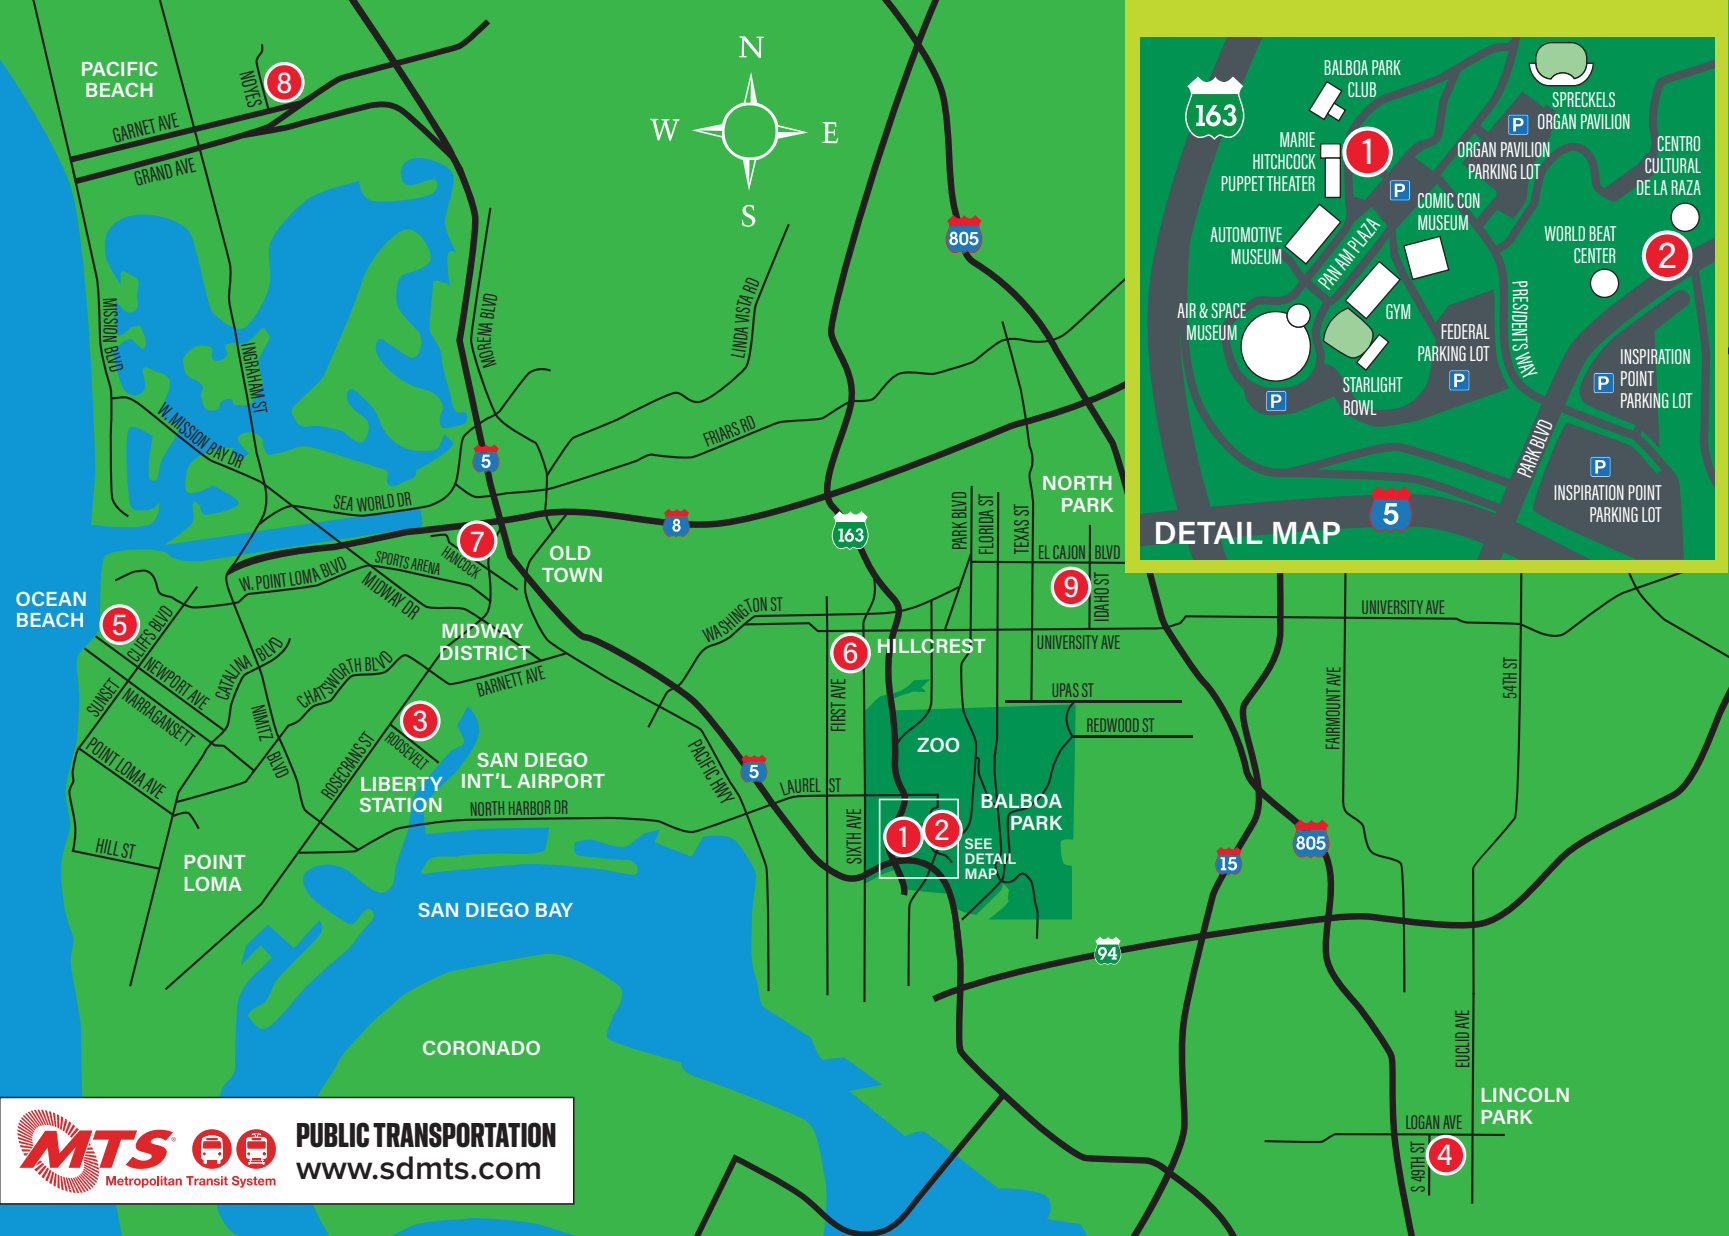 PACIFIC
BEACH
NOYES
8
GARNET AVE
GRAND AVE
N
W
E
S
805
MISSION BLVD
INGRAHAM ST
MORENA BLVD
LINDA VISTA RD
W. MISSION BAY DR
FRIARS RD
5
SEA WORLD DR
8
163
7
HANCOCK
OLD
TOWN
SPORTS ARENA
W. POINT LOMA BLVD
MIDWAY DR
OCEAN
BEACH
5
CLIFFS BLVD
SUNSET
NEWPORT AVE
NARRAGANSETT
CATALINA BLVD
CHATSWORTH BLVD
NIMITZ BLVD
POINT LOMA AVE
HILL ST
POINT
LOMA
MIDWAY
DISTRICT
BARNETT AVE
3
ROOSEVELT
ROSECRANS ST
LIBERTY
STATION
SAN DIEGO
INT'L AIRPORT
NORTH HARBOR DR
PACIFIC HWY
5
LAUREL ST
SIXTH AVE
FIRST AVE
WASHINGTON ST
6
HILLCREST
PARK BLVD
FLORIDA ST
TEXAS ST
NORTH
PARK
EL CAJON BLVD
9
IDAHO ST
UNIVERSITY AVE
UNIVERSITY AVE
UPAS ST
REDWOOD ST
ZOO
BALBOA
PARK
1
2
SEE
DETAIL
MAP
FAIRMOUNT AVE
54TH ST
15
805
94
EUCLID AVE
LINCOLN
PARK
LOGAN AVE
S 49TH ST
4
SAN DIEGO BAY
CORONADO
MTS®
Metropolitan Transit System
PUBLIC TRANSPORTATION
www.sdmts.com
163
BALBOA PARK
CLUB
MARIE
HITCHCOCK
PUPPET THEATER
1
SPRECKELS
ORGAN PAVILION
P
ORGAN PAVILION
PARKING LOT
CENTRO
CULTURAL
DE LA RAZA
P
COMIC CON
MUSEUM
AUTOMOTIVE
MUSEUM
PAN AM PLAZA
WORLD BEAT
CENTER
2
AIR & SPACE
MUSEUM
GYM
PRESIDENTS WAY
FEDERAL
PARKING LOT
P
STARLIGHT
BOWL
P
INSPIRATION
POINT
PARKING LOT
P
PARK BLVD
P
INSPIRATION POINT
PARKING LOT
5
DETAIL MAP